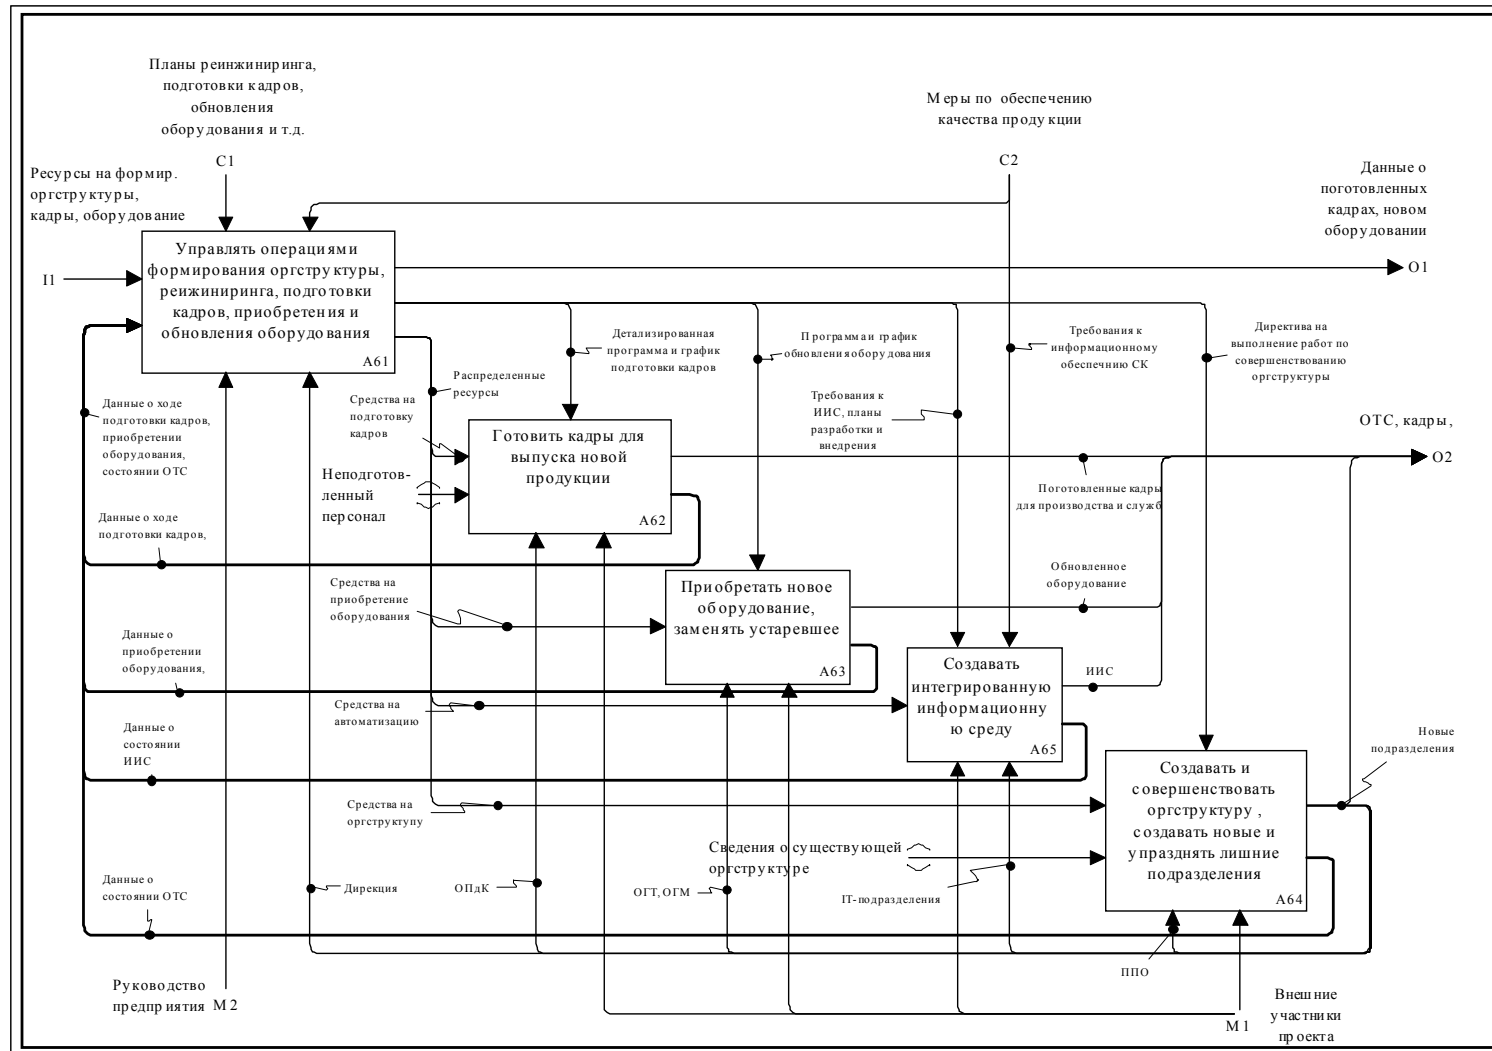 Планы реинжиниринга,
подготовки кадров,
обновления
оборудования и т.д.
C1
Меры по обеспечению
качества продукции
C2
Ресурсы на формир.
оргструктуры,
кадры, оборудование
I1
Данные о
поготовленных
кадрах, новом
оборудовании
O1
Управлять операциями
формирования оргструктуры,
реижиниринга, подготовки
кадров, приобретения и
обновления оборудования
A61
Детализированная
программа и график
подготовки кадров
Программа и график
обновления оборудования
Требования к
информационному
обеспечнию СК
Директива на
выполнение работ по
совершенствованию
оргструктуры
Распределенные
ресурсы
Средства на
подготовку
кадров
Требования к
ИИС, планы
разработки и
внедрения
Данные о ходе
подготовки кадров,
приобретении
оборудования,
состоянии ОТС
ОТС, кадры,
O2
Готовить кадры для
выпуска новой
продукции
A62
Неподготов-
ленный
персонал
Поготовленные кадры
для производства и служб
Данные о ходе
подготовки кадров,
Средства на
приобретение
оборудования
Приобретать новое
оборудование,
заменять устаревшее
A63
Обновленное
оборудование
Данные о
приобретении
оборудования,
Создавать
интегрированную
информационну
ю среду
A65
ИИС
Средства на
автоматизацию
Данные о
состоянии
ИИС
Новые
подразделения
Создавать и
совершенствовать
оргструктуру ,
создавать новые и
упразднять лишние
подразделения
A64
Средства на
оргструктупу
Сведения о существующей
оргструктуре
Данные о
состоянии ОТС
Дирекция
ОПдК
ОГТ, ОГМ
IT-подразделения
ППО
Руководство
предприятия
M2
M1
Внешние
участники
проекта